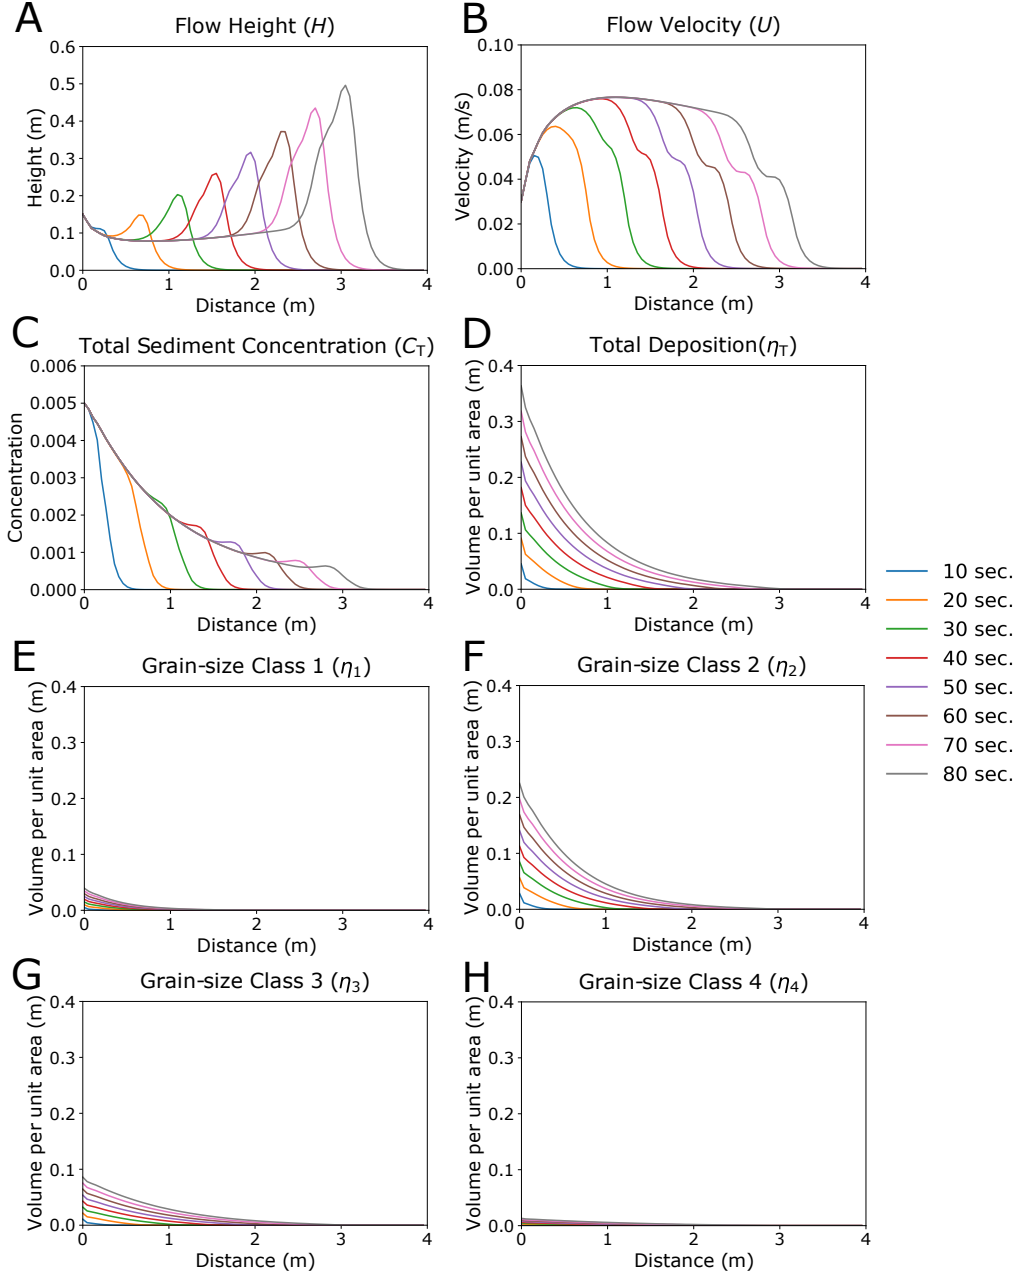 A
Flow Height (H)
Height (m)
0.6
0.5
0.4
0.3
0.2
0.1
0.0
0 1 2 3 4
Distance (m)
B
Flow Velocity (U)
Velocity (m/s)
0.10
0.08
0.06
0.04
0.02
0.00
0 1 2 3 4
Distance (m)
C
Total Sediment Concentration (C_T)
Concentration
0.006
0.005
0.004
0.003
0.002
0.001
0.000
0 1 2 3 4
Distance (m)
D
Total Deposition(η_T)
Volume per unit area (m)
0.4
0.3
0.2
0.1
0.0
0 1 2 3 4
Distance (m)
10 sec.
20 sec.
30 sec.
40 sec.
50 sec.
60 sec.
70 sec.
80 sec.
E
Grain-size Class 1 (η₁)
Volume per unit area (m)
0.4
0.3
0.2
0.1
0.0
0 1 2 3 4
Distance (m)
F
Grain-size Class 2 (η₂)
Volume per unit area (m)
0.4
0.3
0.2
0.1
0.0
0 1 2 3 4
Distance (m)
G
Grain-size Class 3 (η₃)
Volume per unit area (m)
0.4
0.3
0.2
0.1
0.0
0 1 2 3 4
Distance (m)
H
Grain-size Class 4 (η₄)
Volume per unit area (m)
0.4
0.3
0.2
0.1
0.0
0 1 2 3 4
Distance (m)